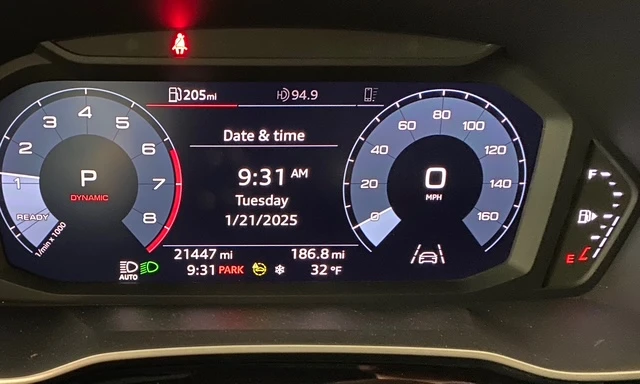 205mi
94.9
Date & time
9:31 AM
Tuesday
1/21/2025
1 2 3 4 5 6 7 8
P
DYNAMIC
READY
1/min x 1000
0 20 40 60 80 100 120 140 160
0
MPH
21447 mi 186.8 mi
AUTO
9:31 PARK 32 °F
F
E